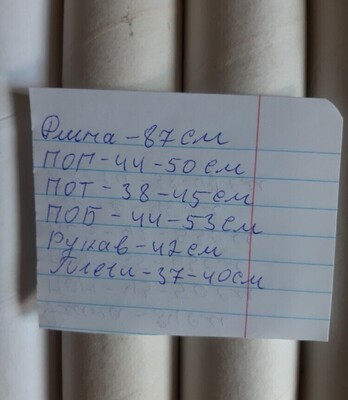 Длина - 87 см
ПОГ - 44 - 50 см
ПОТ - 38 - 45 см
ПОБ - 44 - 53 см
Рукав - 42 см
Плечи - 37 - 40 см